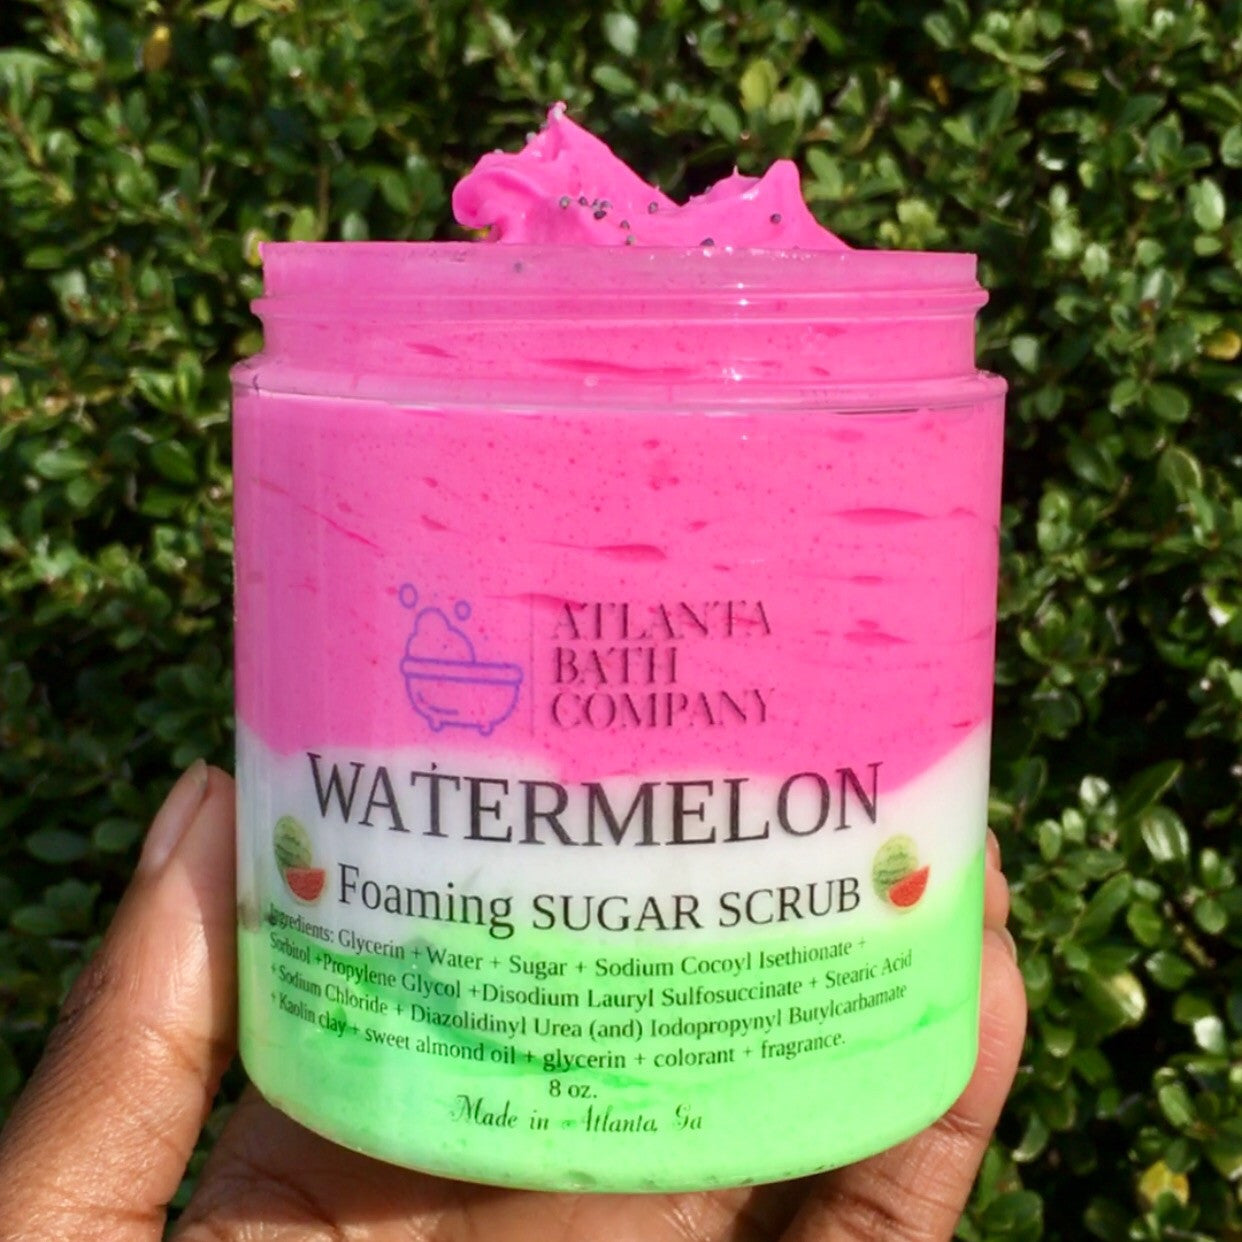 ATLANTA
BATH
COMPANY
WATERMELON
Foaming SUGAR SCRUB
Ingredients: Glycerin + Water + Sugar + Sodium Cocoyl Isethionate +
Sorbitol +Propylene Glycol +Disodium Lauryl Sulfosuccinate + Stearic Acid
+ Sodium Chloride + Diazolidinyl Urea (and) Iodopropynyl Butylcarbamate
+ Kaolin clay + sweet almond oil + glycerin + colorant + fragrance.
8 oz.
Made in Atlanta, Ga